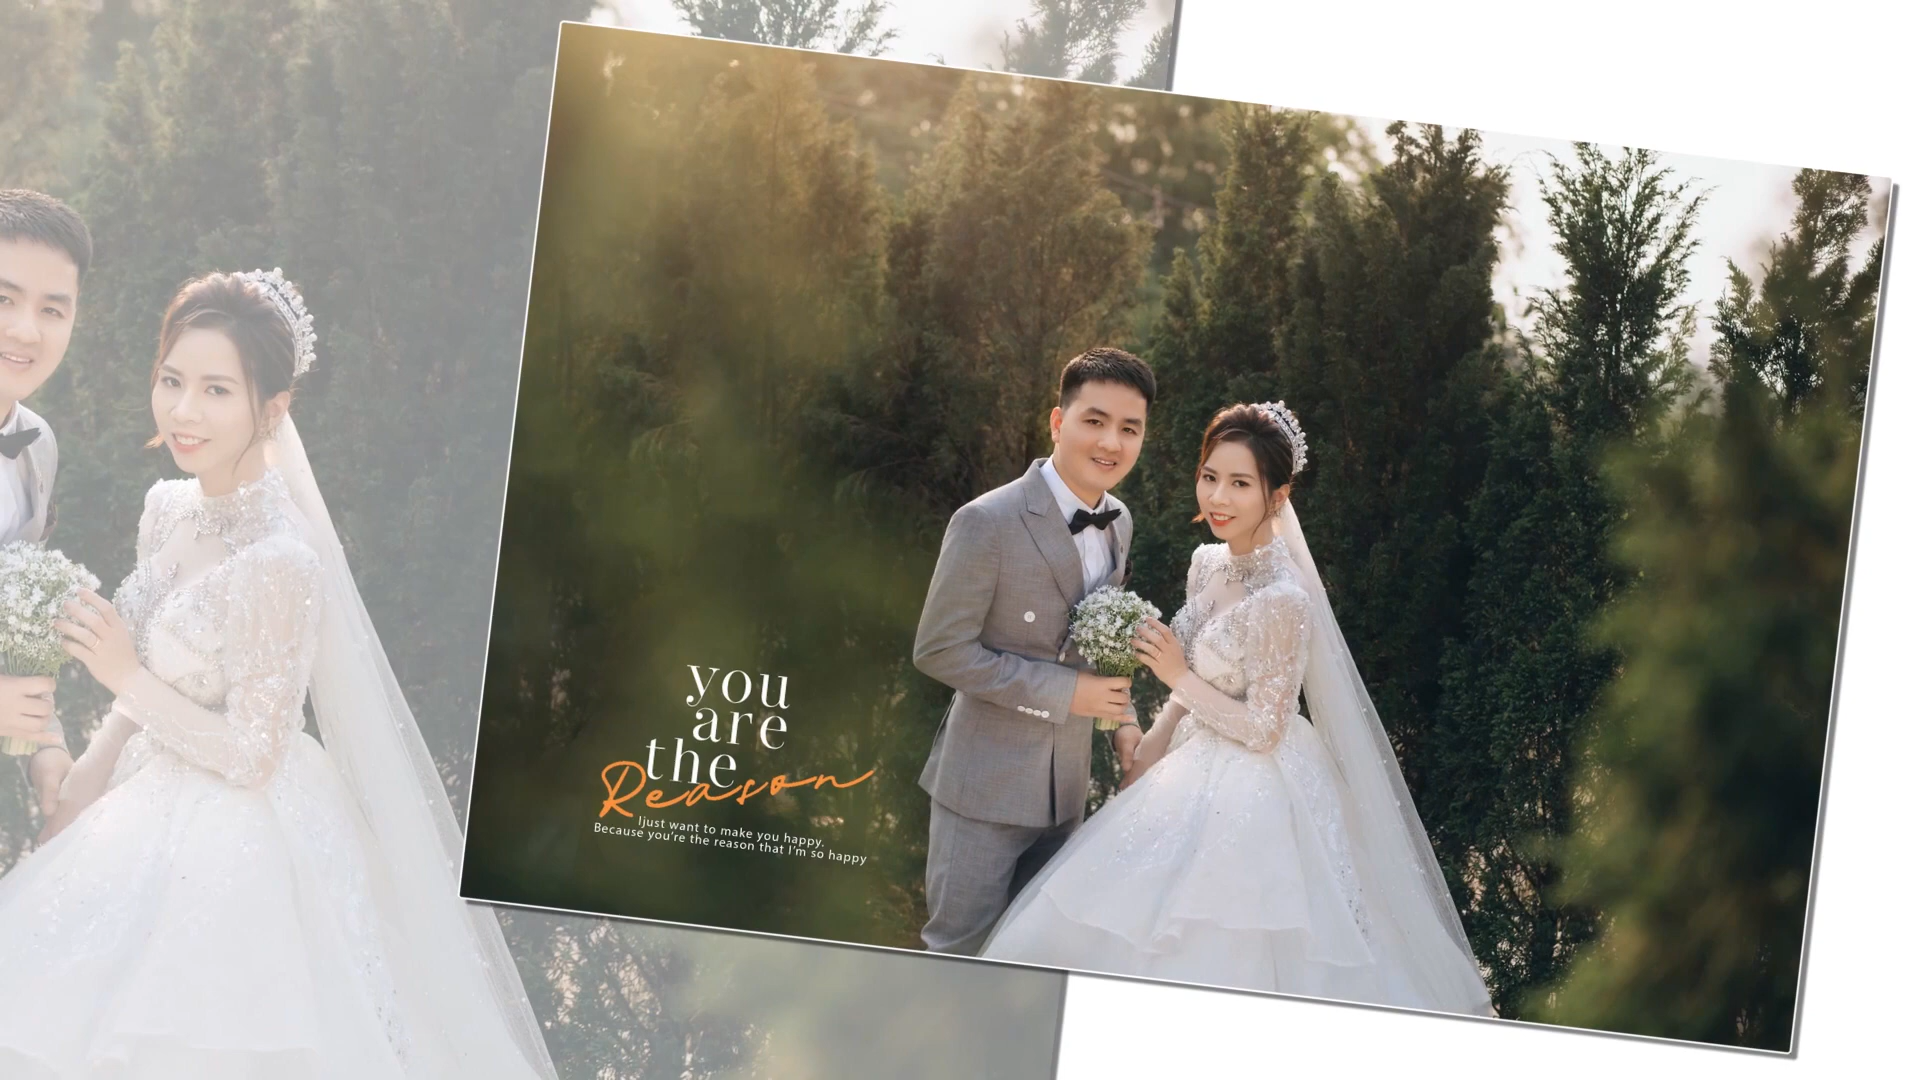 you
are
the
Reason
Ijust want to make you happy.
Because you're the reason that I'm so happy